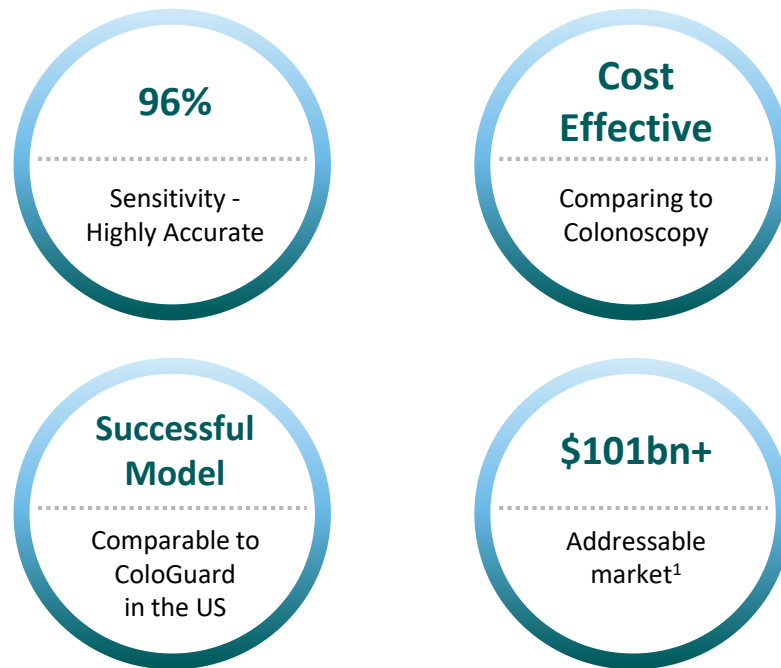 96%
Sensitivity -
Highly Accurate
Cost
Effective
Comparing to
Colonoscopy
Successful
Model
Comparable to
ColoGuard
in the US
$101bn+
Addressable
market¹